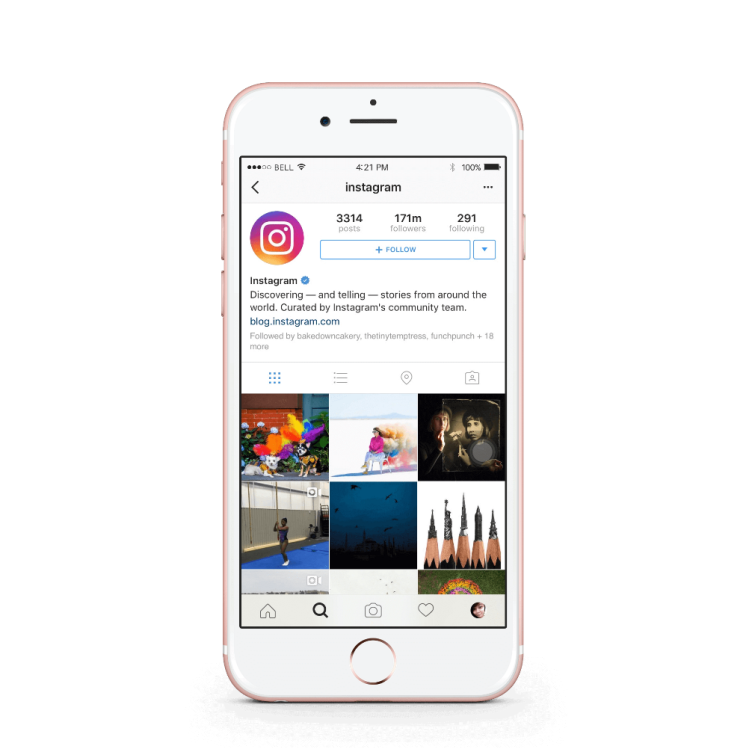 BELL 4:21 PM 100%
instagram
3314 171m 291
posts followers following
+ FOLLOW
Instagram
Discovering — and telling — stories from around the
world. Curated by Instagram's community team.
blog.instagram.com
Followed by bakedowncakery, thetinytemptress, funchpunch + 18
more